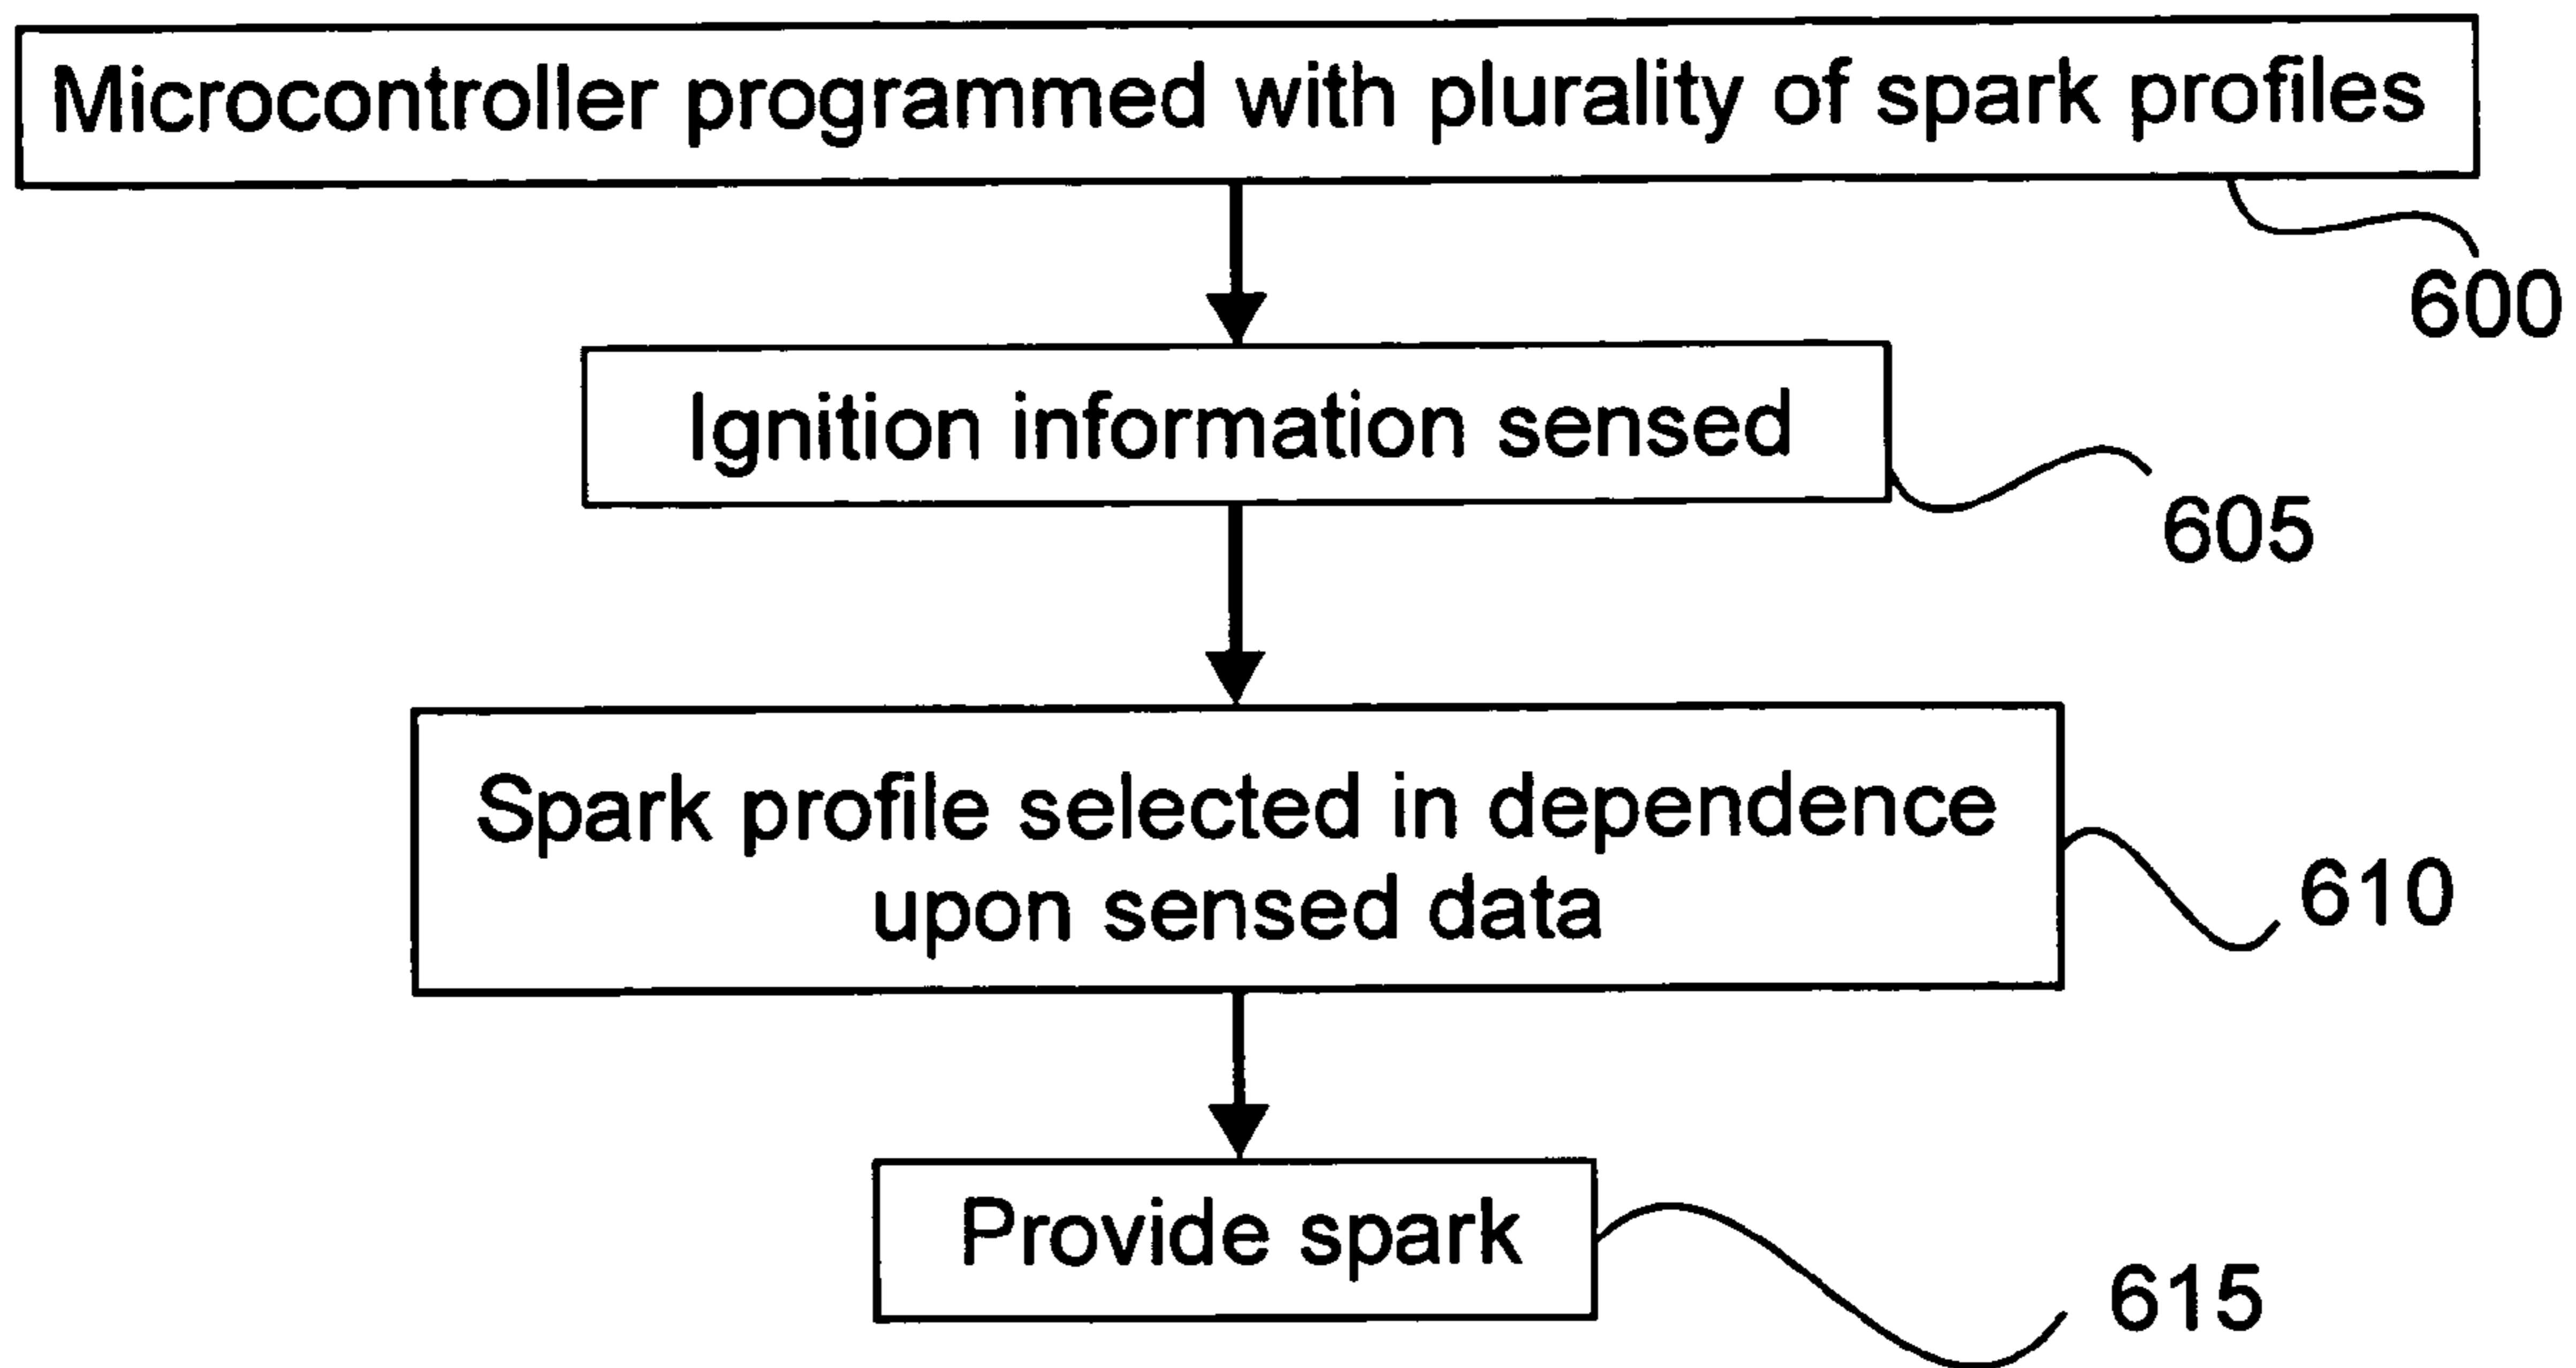 Microcontroller programmed with plurality of spark profiles
600
Ignition information sensed
605
Spark profile selected in dependence
upon sensed data
610
Provide spark
615